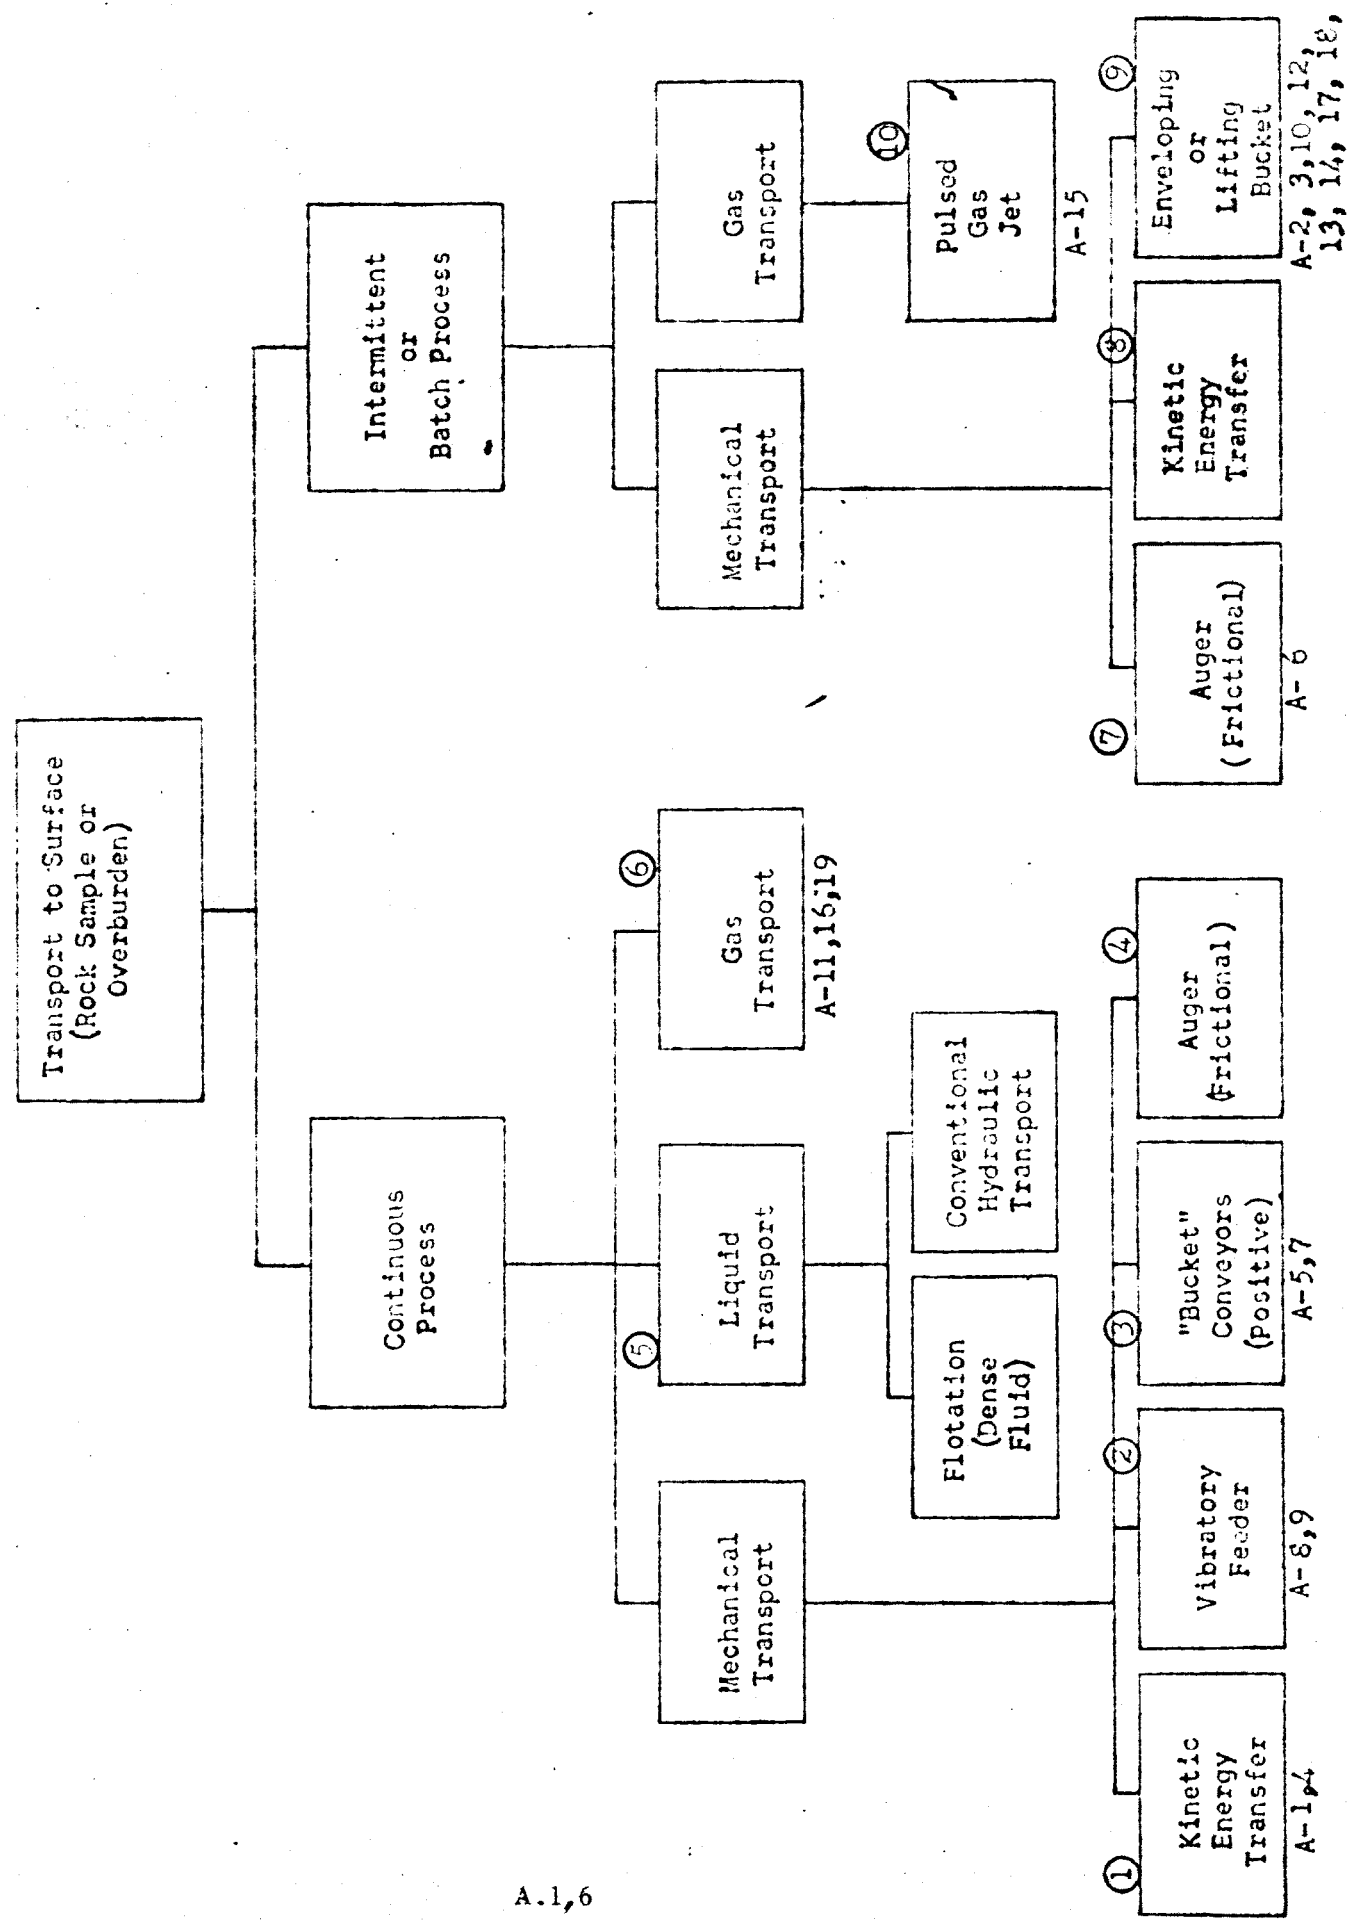 Transport to Surface
(Rock Sample or
Overburden)
Continuous
Process
Intermittent
or
Batch Process
Mechanical
Transport
5
Liquid
Transport
6
Gas
Transport
A-11,16,19
Mechanical
Transport
Gas
Transport
Flotation
(Dense
Fluid)
Conventional
Hydraulic
Transport
10
Pulsed
Gas
Jet
A-15
1
Kinetic
Energy
Transfer
A-1,4
2
Vibratory
Feeder
A-8,9
3
"Bucket"
Conveyors
(Positive)
A-5,7
4
Auger
(Frictional)
7
Auger
(Frictional)
A-6
8
Kinetic
Energy
Transfer
9
Enveloping
or
Lifting
Bucket
A-2, 3,10, 12,
13, 14, 17, 18,
A.1,6